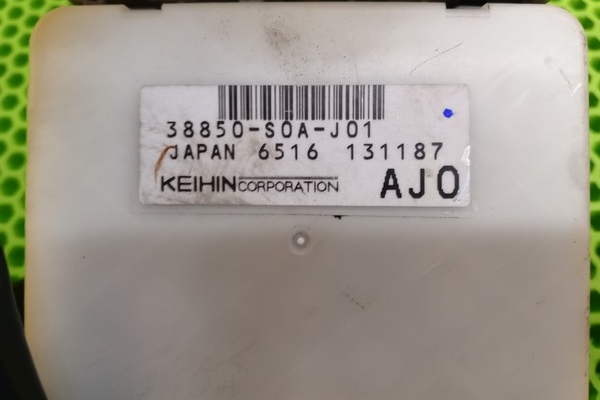 38850-S0A-J01
JAPAN 6516 131187
KEIHIN CORPORATION AJ0